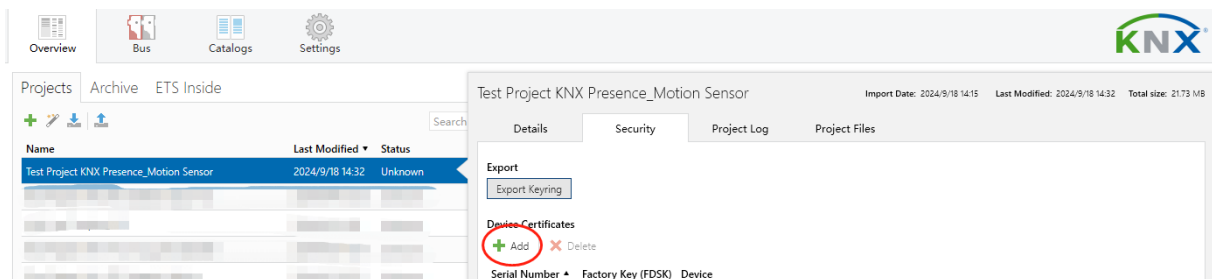 Overview Bus Catalogs Settings
KNX
Projects Archive ETS Inside
Search
Name Last Modified ▼ Status
Test Project KNX Presence_Motion Sensor 2024/9/18 14:32 Unknown
Test Project KNX Presence_Motion Sensor Import Date: 2024/9/18 14:15 Last Modified: 2024/9/18 14:32 Total size: 21.73 MB
Details Security Project Log Project Files
Export
Export Keyring
Device Certificates
Add Delete
Serial Number ▲ Factory Key (FDSK) Device